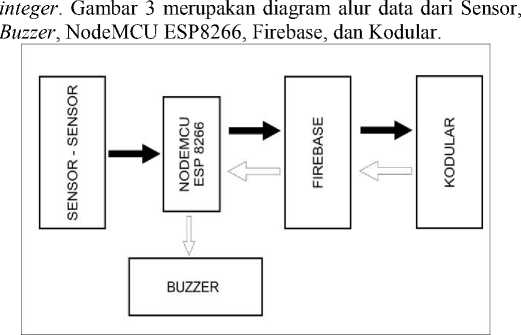 integer. Gambar 3 merupakan diagram alur data dari Sensor,
Buzzer, NodeMCU ESP8266, Firebase, dan Kodular.
SENSOR - SENSOR
NODEMCU
ESP 8266
FIREBASE
KODULAR
BUZZER